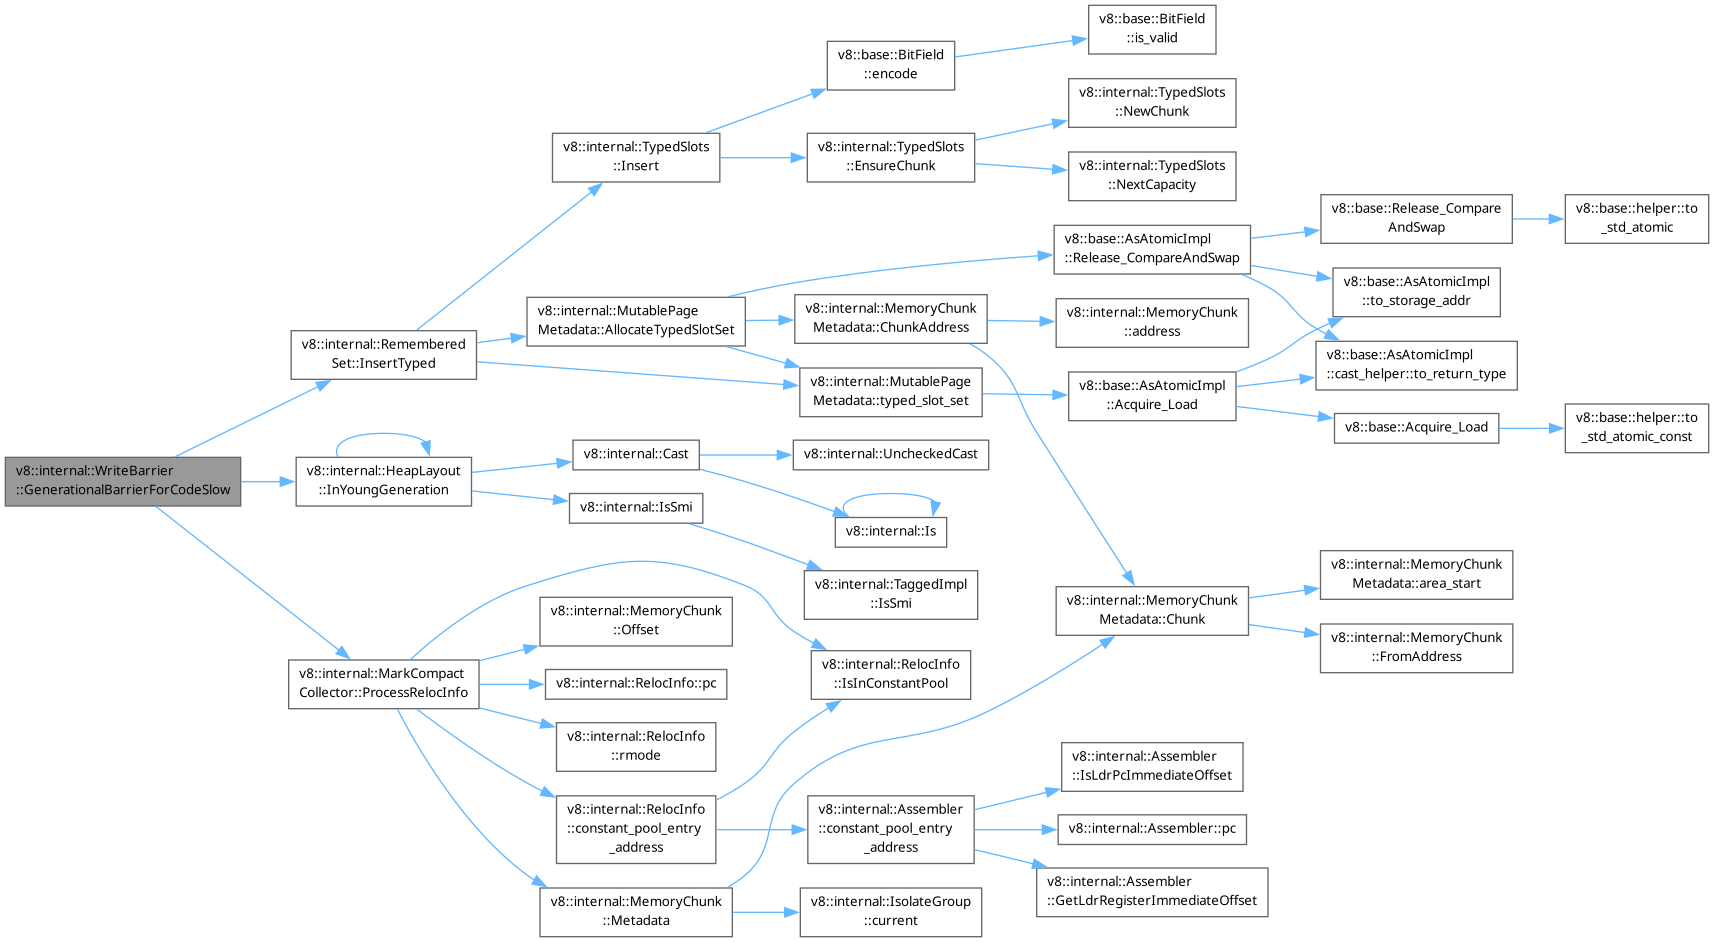 v8::internal::WriteBarrier
::GenerationalBarrierForCodeSlow
v8::internal::Remembered
Set::InsertTyped
v8::internal::HeapLayout
::InYoungGeneration
v8::internal::MarkCompact
Collector::ProcessRelocInfo
v8::internal::TypedSlots
::Insert
v8::internal::MutablePage
Metadata::AllocateTypedSlotSet
v8::internal::Cast
v8::internal::IsSmi
v8::internal::MemoryChunk
::Offset
v8::internal::RelocInfo::pc
v8::internal::RelocInfo
::rmode
v8::internal::RelocInfo
::constant_pool_entry
_address
v8::internal::MemoryChunk
::Metadata
v8::base::BitField
::encode
v8::internal::TypedSlots
::EnsureChunk
v8::internal::MemoryChunk
Metadata::ChunkAddress
v8::internal::MutablePage
Metadata::typed_slot_set
v8::internal::UncheckedCast
v8::internal::Is
v8::internal::TaggedImpl
::IsSmi
v8::internal::RelocInfo
::IsInConstantPool
v8::internal::Assembler
::constant_pool_entry
_address
v8::internal::IsolateGroup
::current
v8::base::BitField
::is_valid
v8::internal::TypedSlots
::NewChunk
v8::internal::TypedSlots
::NextCapacity
v8::base::AsAtomicImpl
::Release_CompareAndSwap
v8::internal::MemoryChunk
::address
v8::base::AsAtomicImpl
::Acquire_Load
v8::internal::MemoryChunk
Metadata::Chunk
v8::internal::Assembler
::IsLdrPcImmediateOffset
v8::internal::Assembler::pc
v8::internal::Assembler
::GetLdrRegisterImmediateOffset
v8::base::Release_Compare
AndSwap
v8::base::AsAtomicImpl
::to_storage_addr
v8::base::AsAtomicImpl
::cast_helper::to_return_type
v8::base::Acquire_Load
v8::internal::MemoryChunk
Metadata::area_start
v8::internal::MemoryChunk
::FromAddress
v8::base::helper::to
_std_atomic
v8::base::helper::to
_std_atomic_const